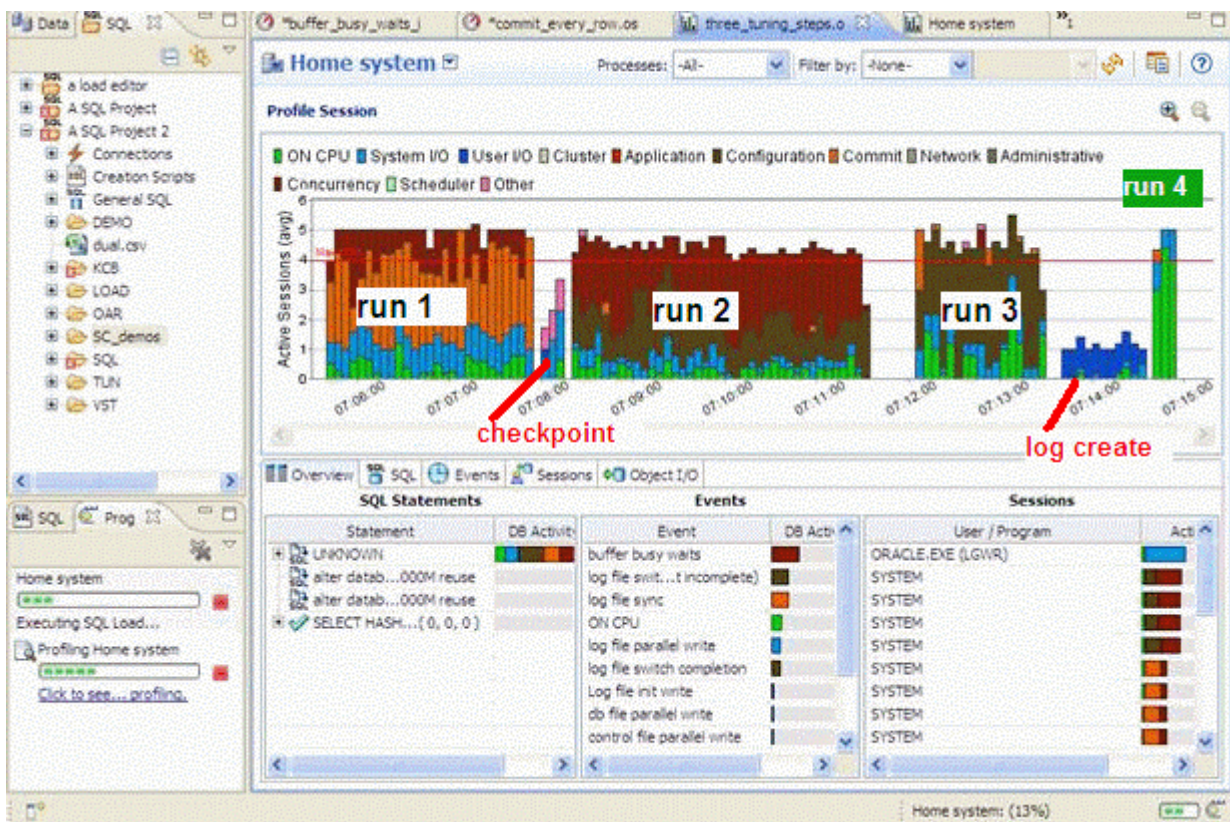 Data SQL
a load editor
A SQL Project
A SQL Project 2
Connections
Creation Scripts
General SQL
DEMO
dual.csv
KCB
LOAD
OAR
SC_demos
SQL
TUN
VST
SQL Prog
Home system
Executing SQL Load...
Profiling Home system
Click to see... profiling.
*buffer_busy_waits_j *commit_every_row.os three_tuning_steps.o Home system »1
Home system Processes: -All- Filter by: -None-
Profile Session
ON CPU System I/O User I/O Cluster Application Configuration Commit Network Administrative
Concurrency Scheduler Other
run 4
Active Sessions (avg)
6
5
4
3
2
1
0
run 1 run 2 run 3
07:06:00 07:07:00 07:08:00 07:09:00 07:10:00 07:11:00 07:12:00 07:13:00 07:14:00 07:15:00
checkpoint
log create
Overview SQL Events Sessions Object I/O
SQL Statements Events Sessions
Statement DB Activity
UNKNOWN
alter datab...000M reuse
alter datab...000M reuse
SELECT HASH...( 0, 0, 0 )
Event DB Activ
buffer busy waits
log file swit...t incomplete)
log file sync
ON CPU
log file parallel write
log file switch completion
Log file init write
db file parallel write
control file parallel write
User / Program Acti
ORACLE.EXE (LGWR)
SYSTEM
SYSTEM
SYSTEM
SYSTEM
SYSTEM
SYSTEM
SYSTEM
SYSTEM
Home system: (13%)